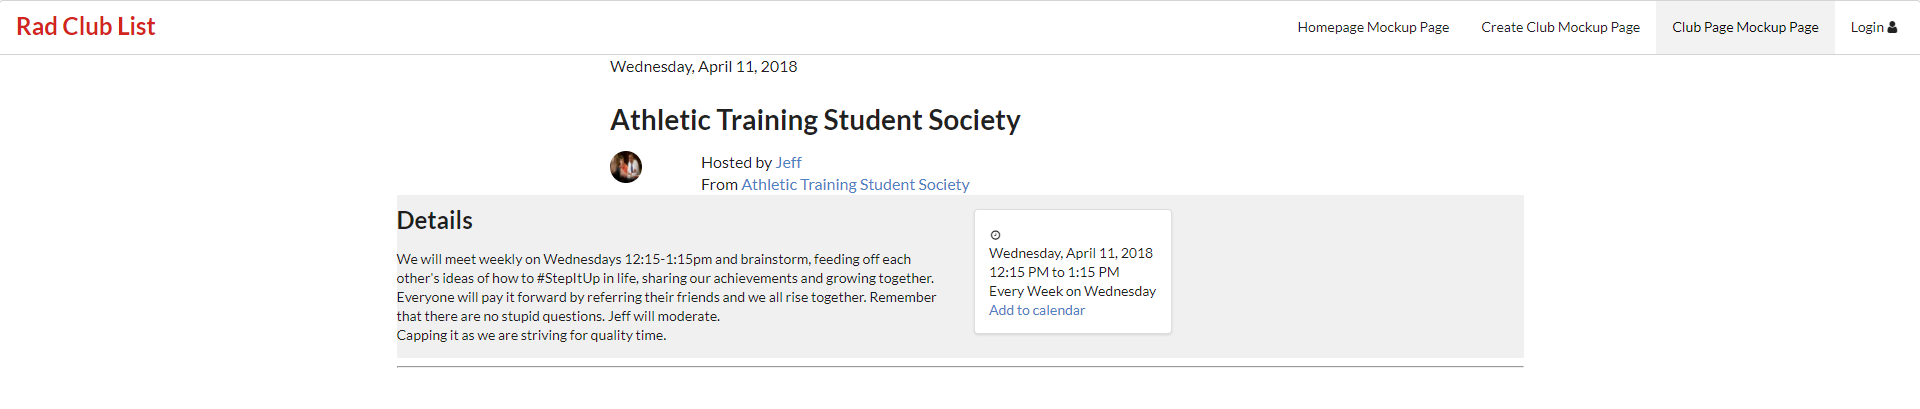 Rad Club List
Homepage Mockup Page
Create Club Mockup Page
Club Page Mockup Page
Login
Wednesday, April 11, 2018
Athletic Training Student Society
Hosted by Jeff
From Athletic Training Student Society
Details
We will meet weekly on Wednesdays 12:15-1:15pm and brainstorm, feeding off each
other's ideas of how to #StepItUp in life, sharing our achievements and growing together.
Everyone will pay it forward by referring their friends and we all rise together. Remember
that there are no stupid questions. Jeff will moderate.
Capping it as we are striving for quality time.
Wednesday, April 11, 2018
12:15 PM to 1:15 PM
Every Week on Wednesday
Add to calendar